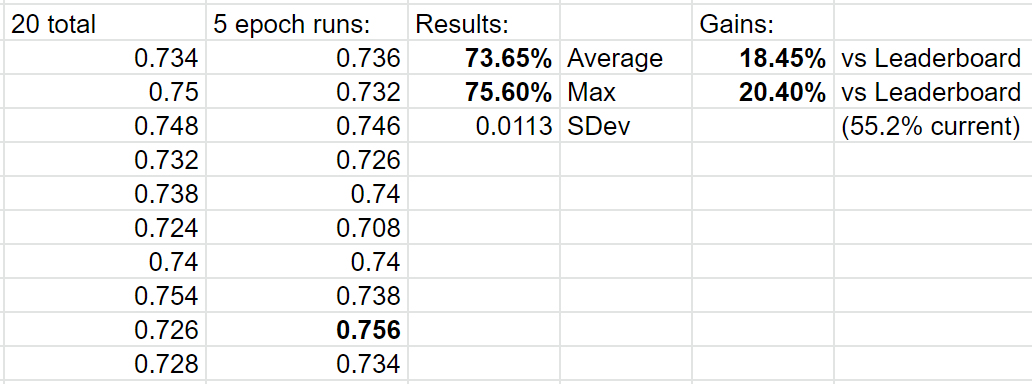 20 total 5 epoch runs: Results: Gains:
0.734 0.736 73.65% Average 18.45% vs Leaderboard
0.75 0.732 75.60% Max 20.40% vs Leaderboard
0.748 0.746 0.0113 SDev (55.2% current)
0.732 0.726
0.738 0.74
0.724 0.708
0.74 0.74
0.754 0.738
0.726 0.756
0.728 0.734